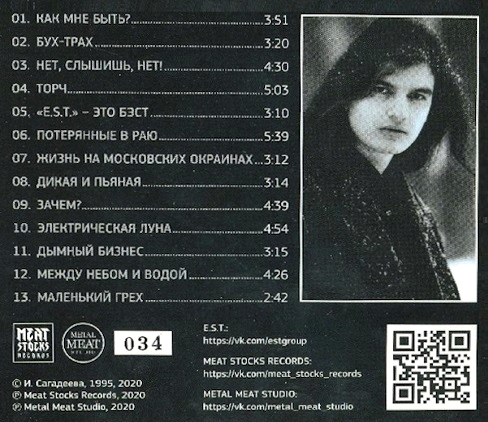 01. КАК МНЕ БЫТЬ? 3:51
02. БУХ-ТРАХ 3:20
03. НЕТ, СЛЫШИШЬ, НЕТ! 4:30
04. ТОРЧ 5:03
05. «E.S.T.» – ЭТО БЭСТ 3:10
06. ПОТЕРЯННЫЕ В РАЮ 5:39
07. ЖИЗНЬ НА МОСКОВСКИХ ОКРАИНАХ 3:12
08. ДИКАЯ И ПЬЯНАЯ 3:14
09. ЗАЧЕМ? 4:39
10. ЭЛЕКТРИЧЕСКАЯ ЛУНА 4:54
11. ДЫМНЫЙ БИЗНЕС 3:15
12. МЕЖДУ НЕБОМ И ВОДОЙ 4:26
13. МАЛЕНЬКИЙ ГРЕХ 2:42
MEAT
STOCKS
RECORDS
METAL
MEAT
STUDIO
034
© И. Сагадеева, 1995, 2020
℗ Meat Stocks Records, 2020
℗ Metal Meat Studio, 2020
E.S.T.:
https://vk.com/estgroup
MEAT STOCKS RECORDS:
https://vk.com/meat_stocks_records
METAL MEAT STUDIO:
https://vk.com/metal_meat_studio